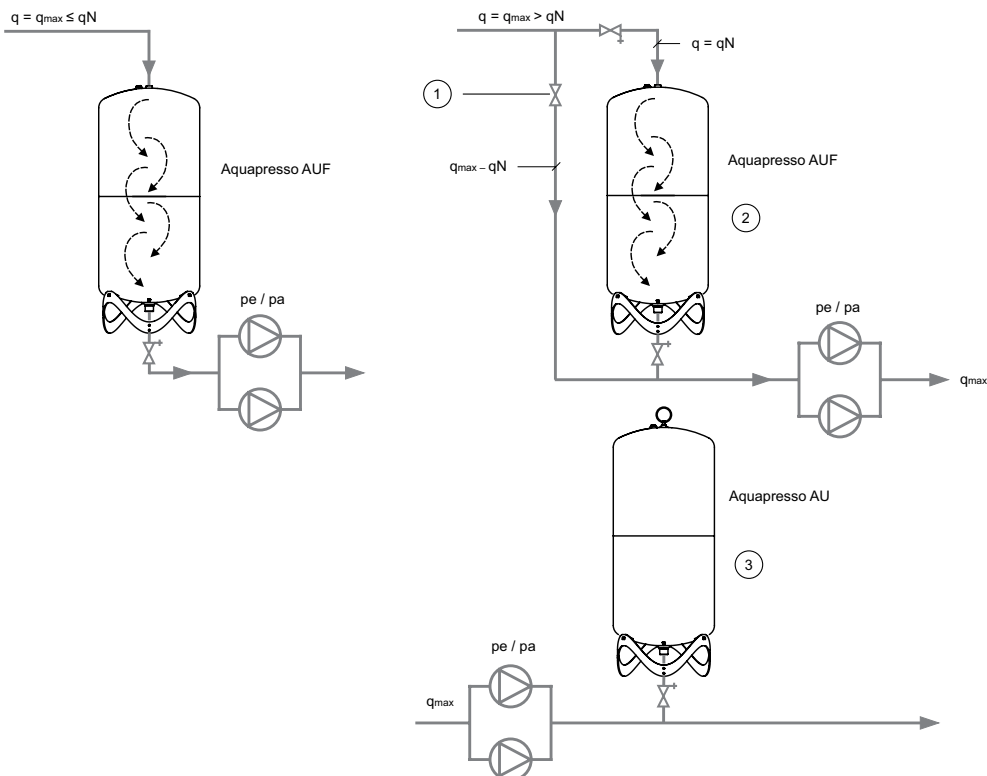 q = qmax ≤ qN
Aquapresso AUF
pe / pa
q = qmax > qN
q = qN
1
qmax – qN
Aquapresso AUF
2
pe / pa
qmax
Aquapresso AU
3
pe / pa
qmax